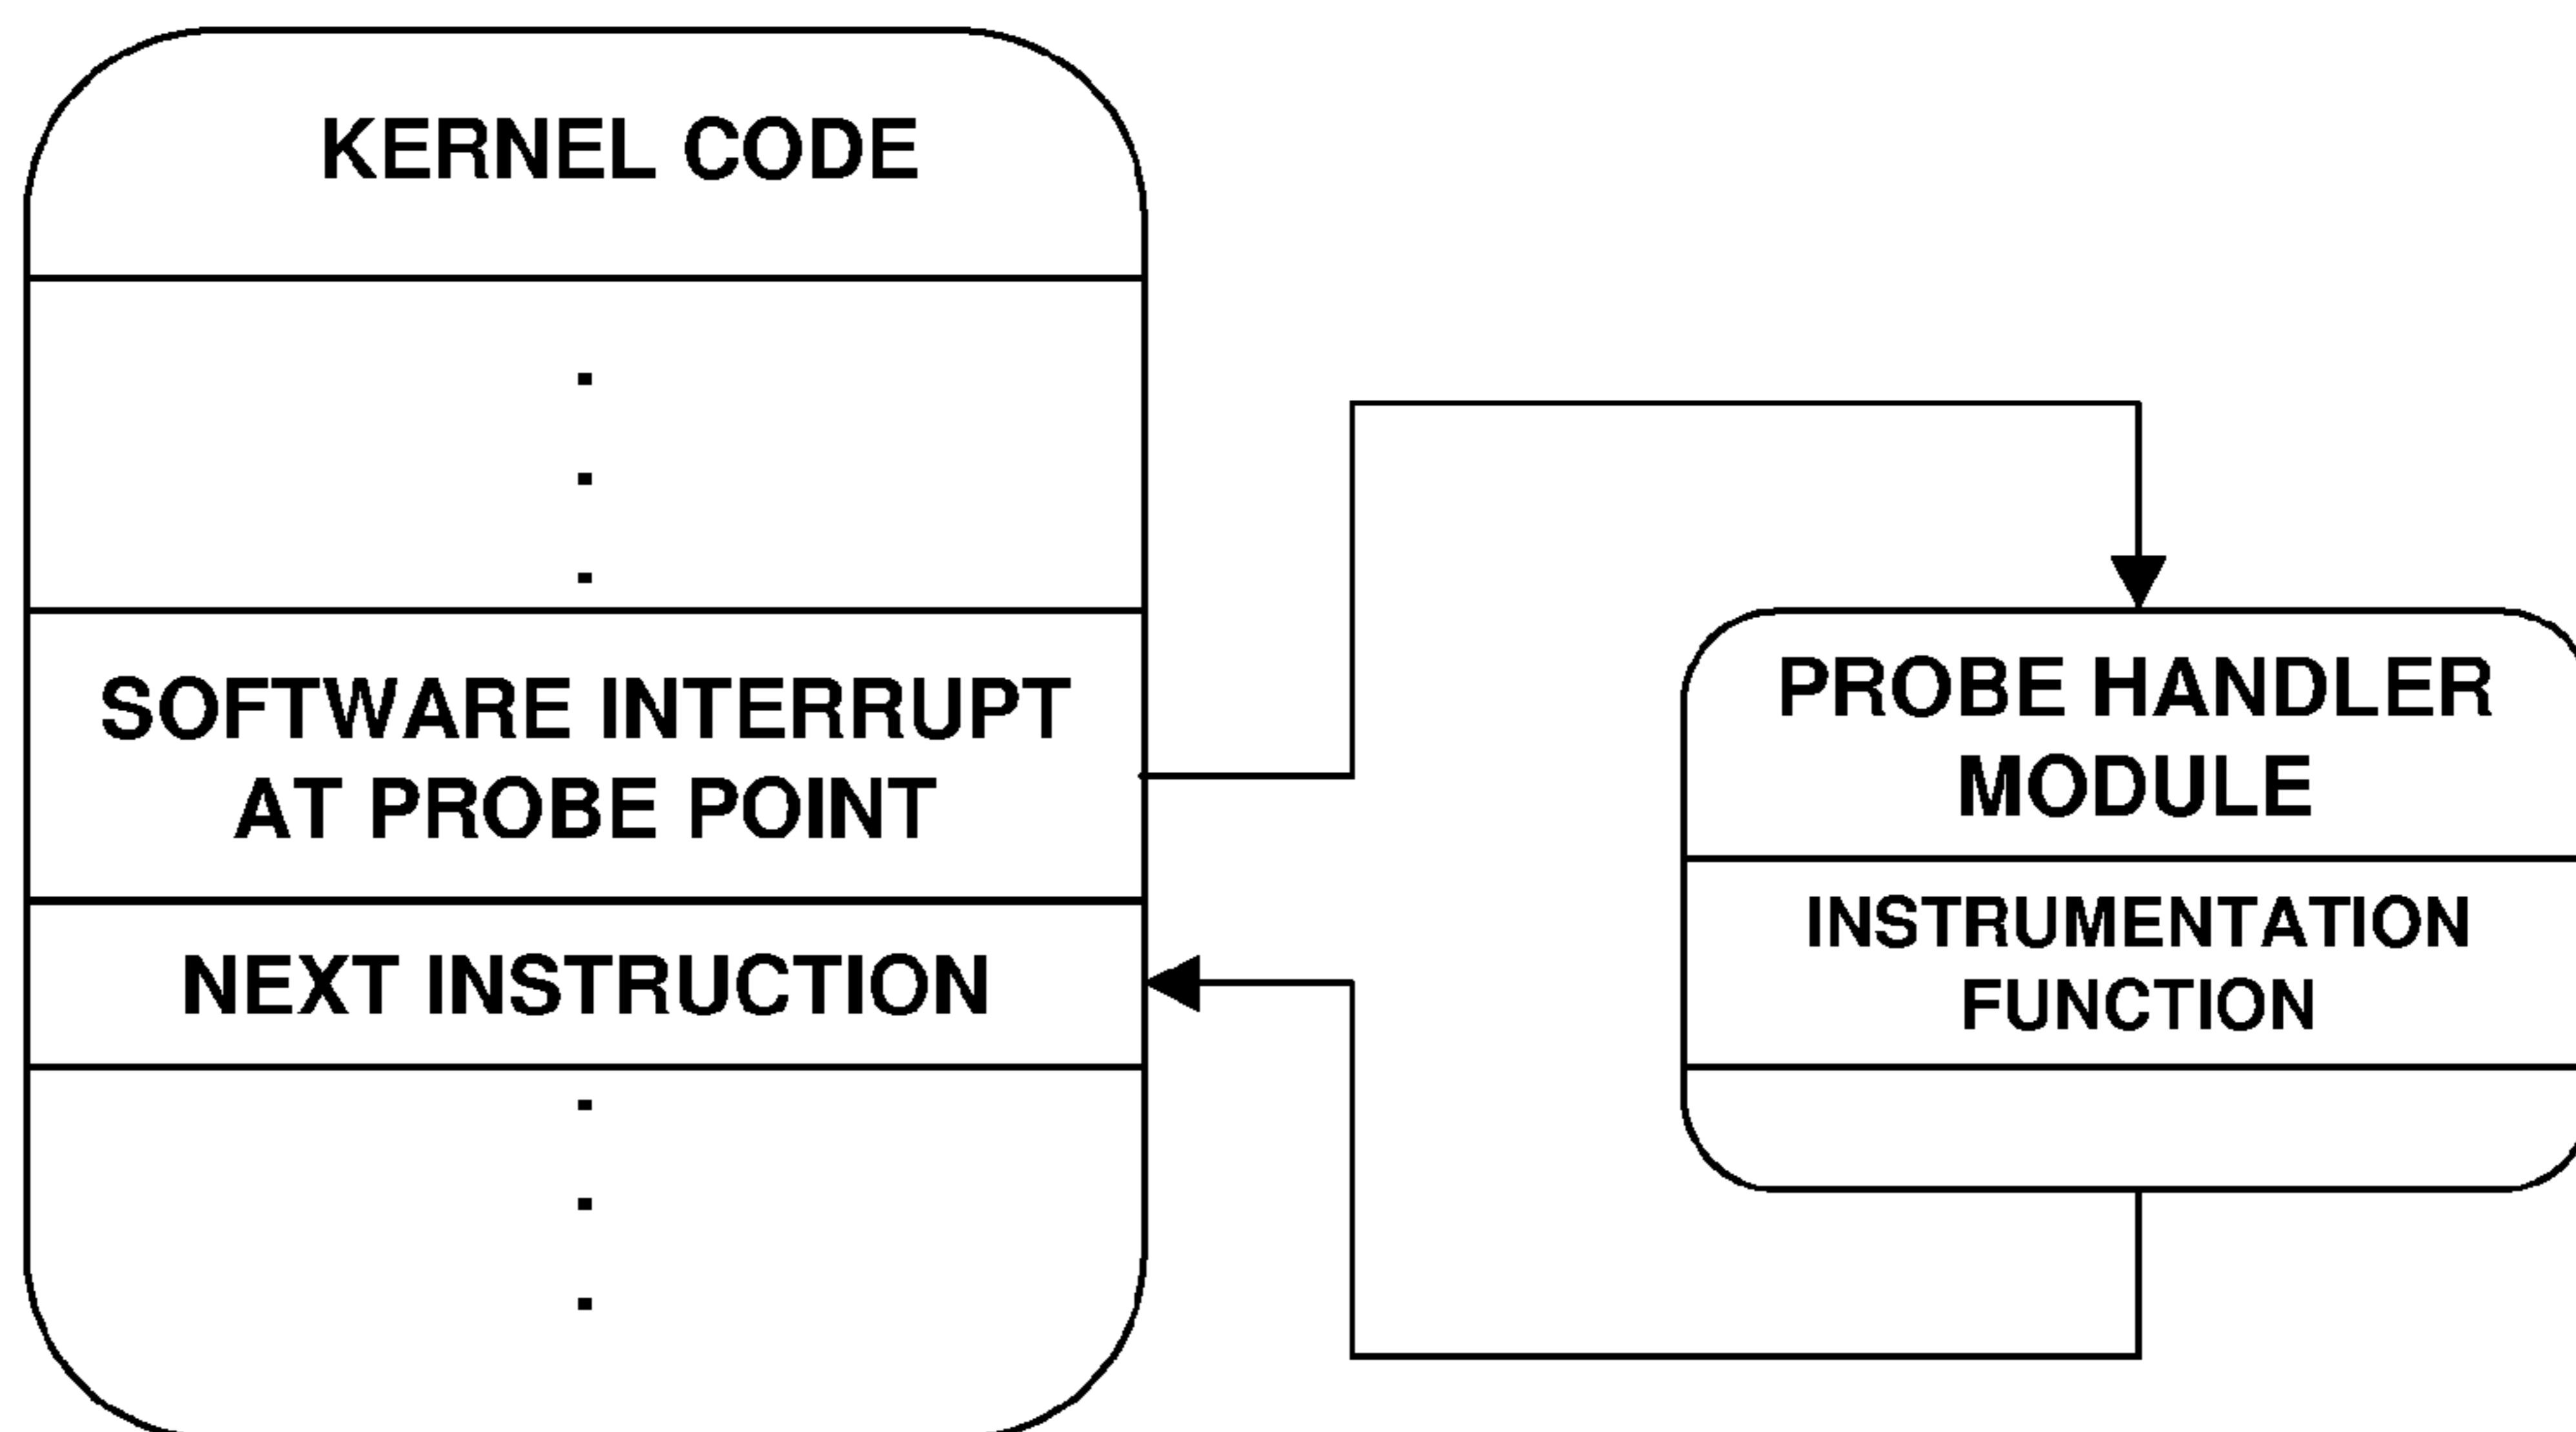 KERNEL CODE
.
.
.
SOFTWARE INTERRUPT
AT PROBE POINT
NEXT INSTRUCTION
.
.
.
PROBE HANDLER
MODULE
INSTRUMENTATION
FUNCTION